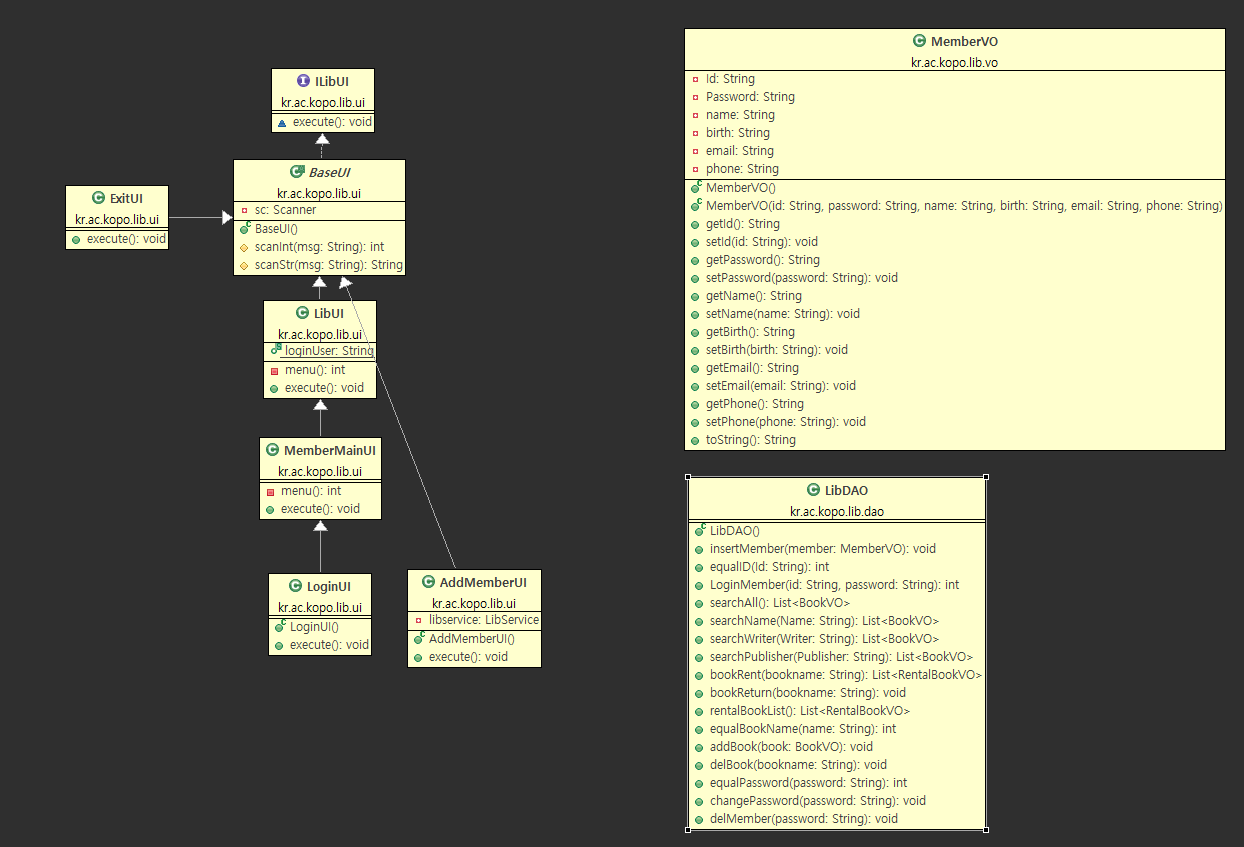 ILibUI
kr.ac.kopo.lib.ui
execute(): void
BaseUI
kr.ac.kopo.lib.ui
sc: Scanner
BaseUI()
scanInt(msg: String): int
scanStr(msg: String): String
ExitUI
kr.ac.kopo.lib.ui
execute(): void
LibUI
kr.ac.kopo.lib.ui
loginUser: String
menu(): int
execute(): void
MemberMainUI
kr.ac.kopo.lib.ui
menu(): int
execute(): void
LoginUI
kr.ac.kopo.lib.ui
LoginUI()
execute(): void
AddMemberUI
kr.ac.kopo.lib.ui
libservice: LibService
AddMemberUI()
execute(): void
MemberVO
kr.ac.kopo.lib.vo
Id: String
Password: String
name: String
birth: String
email: String
phone: String
MemberVO()
MemberVO(id: String, password: String, name: String, birth: String, email: String, phone: String)
getId(): String
setId(id: String): void
getPassword(): String
setPassword(password: String): void
getName(): String
setName(name: String): void
getBirth(): String
setBirth(birth: String): void
getEmail(): String
setEmail(email: String): void
getPhone(): String
setPhone(phone: String): void
toString(): String
LibDAO
kr.ac.kopo.lib.dao
LibDAO()
insertMember(member: MemberVO): void
equalID(Id: String): int
LoginMember(id: String, password: String): int
searchAll(): List<BookVO>
searchName(Name: String): List<BookVO>
searchWriter(Writer: String): List<BookVO>
searchPublisher(Publisher: String): List<BookVO>
bookRent(bookname: String): List<RentalBookVO>
bookReturn(bookname: String): void
rentalBookList(): List<RentalBookVO>
equalBookName(name: String): int
addBook(book: BookVO): void
delBook(bookname: String): void
equalPassword(password: String): int
changePassword(password: String): void
delMember(password: String): void